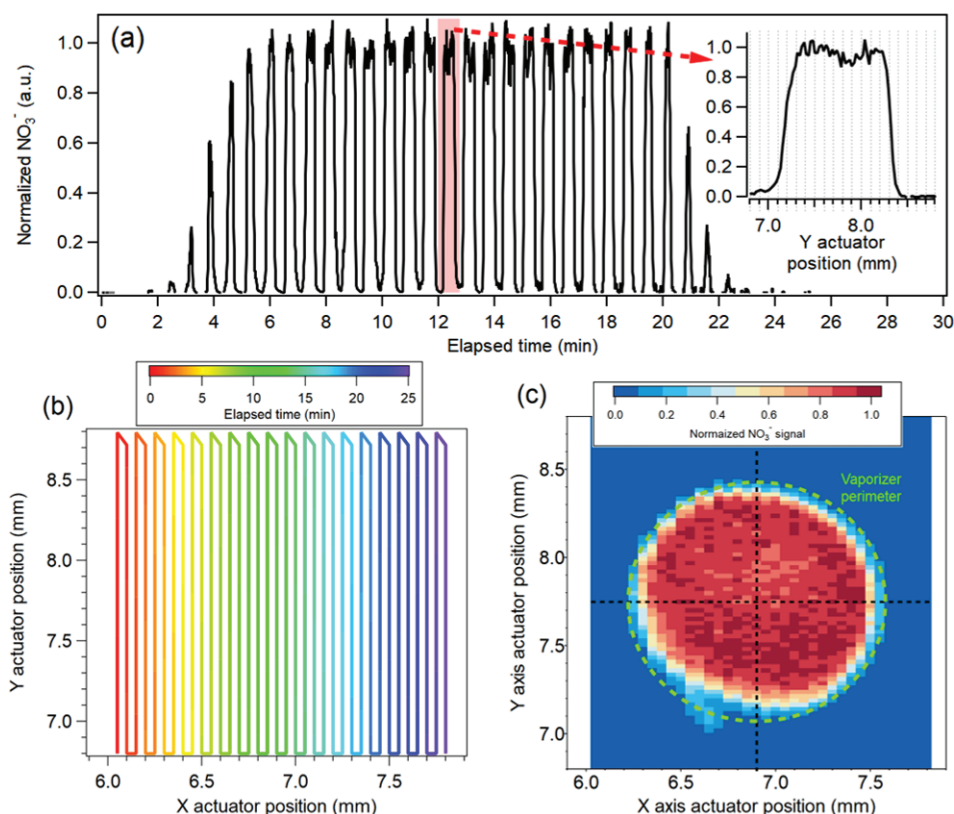 (a)
Normalized NO3- (a.u.)
1.0
0.8
0.6
0.4
0.2
0.0
0 2 4 6 8 10 12 14 16 18 20 22 24 26 28 30
Elapsed time (min)
1.0
0.8
0.6
0.4
0.2
0.0
7.0 8.0
Y actuator
position (mm)
(b)
0 5 10 15 20 25
Elapsed time (min)
Y actuator position (mm)
8.5
8.0
7.5
7.0
6.0 6.5 7.0 7.5
X actuator position (mm)
(c)
0.0 0.2 0.4 0.6 0.8 1.0
Normaized NO3- signal
Vaporizer
perimeter
Y axis actuator position (mm)
8.5
8.0
7.5
7.0
6.0 6.5 7.0 7.5
X axis actuator position (mm)